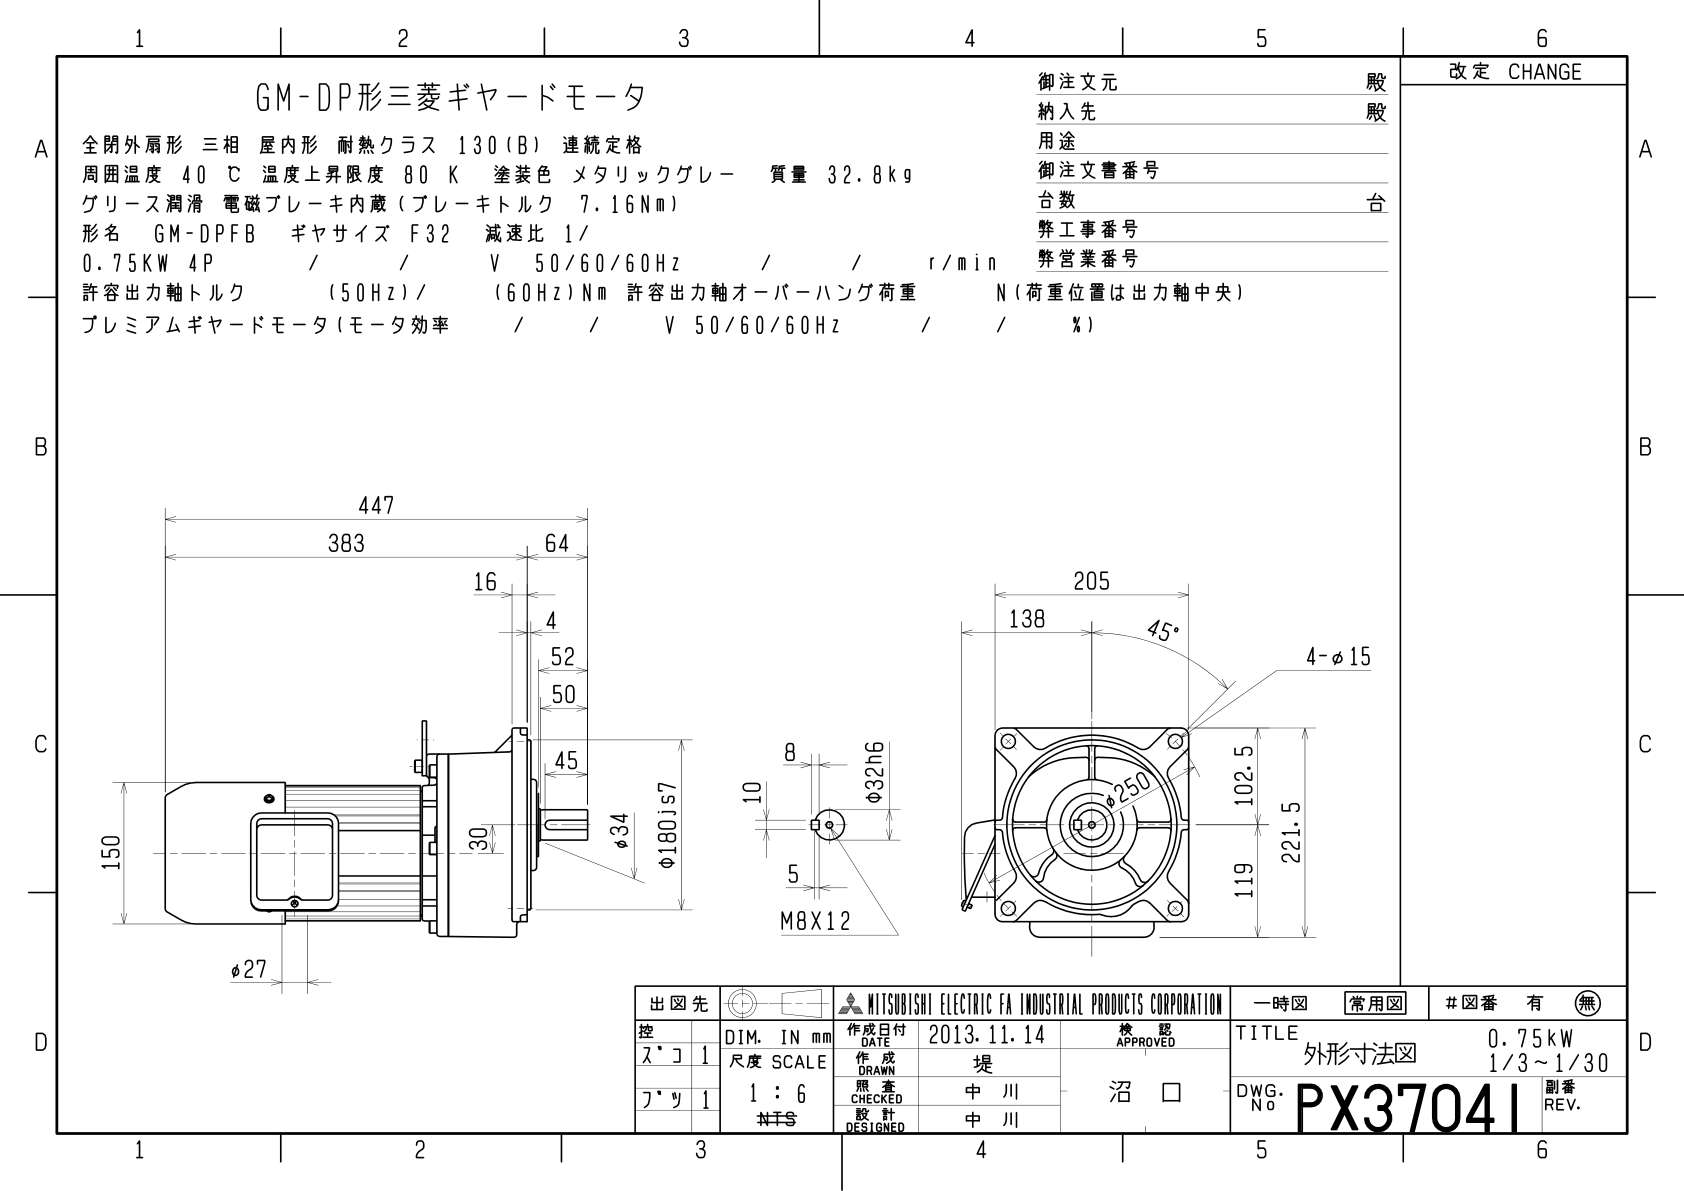 1 2 3 4 5 6
改定 CHANGE
GM-DP形三菱ギヤードモータ
全閉外扇形 三相 屋内形 耐熱クラス 130(B) 連続定格
周囲温度 40 ℃ 温度上昇限度 80 K 塗装色 メタリックグレー 質量 32.8kg
グリース潤滑 電磁ブレーキ内蔵(ブレーキトルク 7.16Nm)
形名 GM-DPFB ギヤサイズ F32 減速比 1/
0.75KW 4P / / V 50/60/60Hz / / r/min
許容出力軸トルク (50Hz)/ (60Hz)Nm 許容出力軸オーバーハング荷重 N(荷重位置は出力軸中央)
プレミアムギヤードモータ(モータ効率 / / V 50/60/60Hz / / %)
御注文元 殿
納入先 殿
用途
御注文書番号
台数 台
弊工事番号
弊営業番号
A A
B B
C C
D D
447
383 64
16
4
52
50
45
150
30
φ34
φ180js7
φ27
8
10
φ32h6
5
M8X12
205
138
45°
4-φ15
φ250
102.5
221.5
119
出図先
控
ズコ 1
ブツ 1
DIM. IN mm
尺度 SCALE
1 : 6
NTS
MITSUBISHI ELECTRIC FA INDUSTRIAL PRODUCTS CORPORATION
作成日付 DATE 2013.11.14
作成 DRAWN 堤
照査 CHECKED 中川
設計 DESIGNED 中川
検認 APPROVED
沼口
一時図 常用図 #図番 有 無
TITLE
外形寸法図
0.75kW
1/3~1/30
DWG. No PX37041
副番 REV.
1 2 3 4 5 6